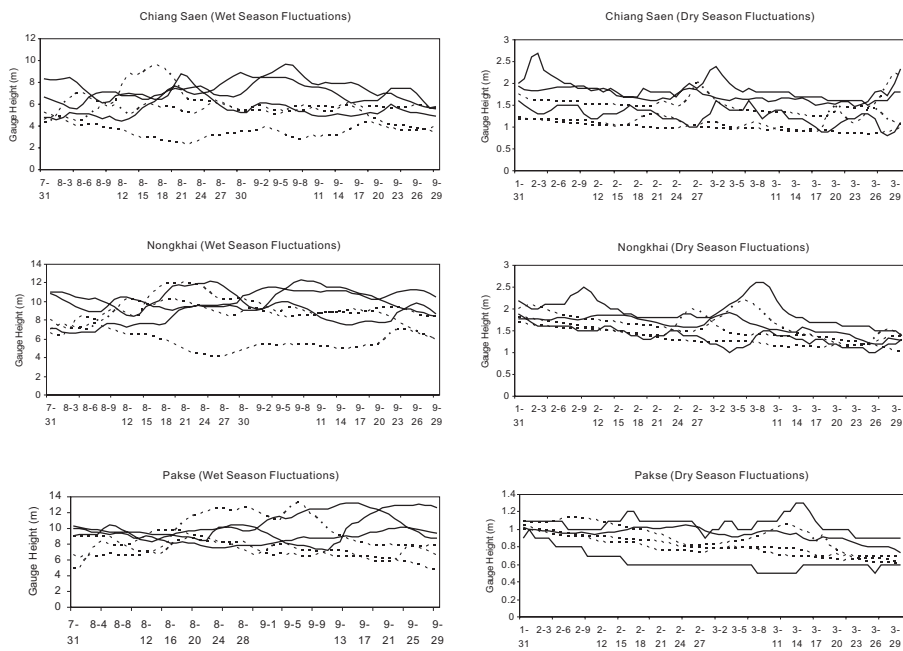 Chiang Saen (Wet Season Fluctuations)
Gauge Height (m)
12
10
8
6
4
2
0
7- 8-3 8-6 8-9 8- 8- 8- 8- 8- 8- 8- 9-2 9-5 9-8 9- 9- 9- 9- 9- 9- 9-
31 12 15 18 21 24 27 30 11 14 17 20 23 26 29
Chiang Saen (Dry Season Fluctuations)
Gauge Height (m)
3
2.5
2
1.5
1
0.5
0
1- 2-3 2-6 2-9 2- 2- 2- 2- 2- 2- 3-2 3-5 3-8 3- 3- 3- 3- 3- 3- 3-
31 12 15 18 21 24 27 11 14 17 20 23 26 29
Nongkhai (Wet Season Fluctuations)
Gauge Height (m)
14
12
10
8
6
4
2
0
7- 8-3 8-6 8-9 8- 8- 8- 8- 8- 8- 8- 9-2 9-5 9-8 9- 9- 9- 9- 9- 9- 9-
31 12 15 18 21 24 27 30 11 14 17 20 23 26 29
Nongkhai (Dry Season Fluctuations)
Gauge Height (m)
3
2.5
2
1.5
1
0.5
0
1- 2-3 2-6 2-9 2- 2- 2- 2- 2- 2- 3-2 3-5 3-8 3- 3- 3- 3- 3- 3- 3-
31 12 15 18 21 24 27 11 14 17 20 23 26 29
Pakse (Wet Season Fluctuations)
Gauge Height (m)
14
12
10
8
6
4
2
0
7- 8-4 8-8 8- 8- 8- 8- 8- 9-1 9-5 9-9 9- 9- 9- 9- 9-
31 12 16 20 24 28 13 17 21 25 29
Pakse (Dry Season Fluctuations)
Gauge Height (m)
1.4
1.2
1
0.8
0.6
0.4
0.2
0
1- 2-3 2-6 2-9 2- 2- 2- 2- 2- 2- 3-2 3-5 3-8 3- 3- 3- 3- 3- 3- 3-
31 12 15 18 21 24 27 11 14 17 20 23 26 29